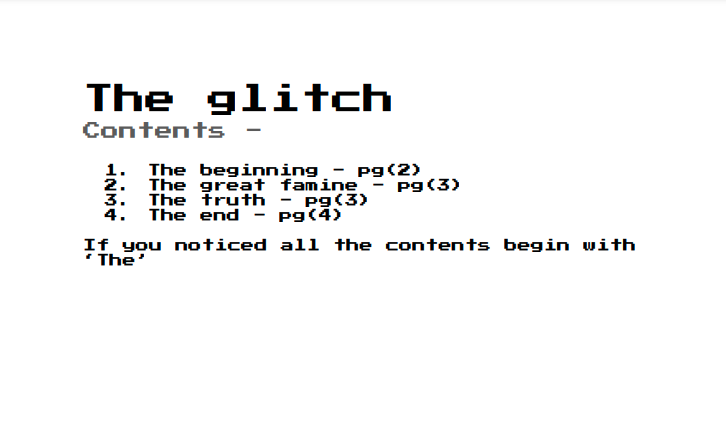 The glitch
Contents -
1. The beginning - pg(2)
2. The great famine - pg(3)
3. The truth - pg(3)
4. The end - pg(4)
If you noticed all the contents begin with
‘The’